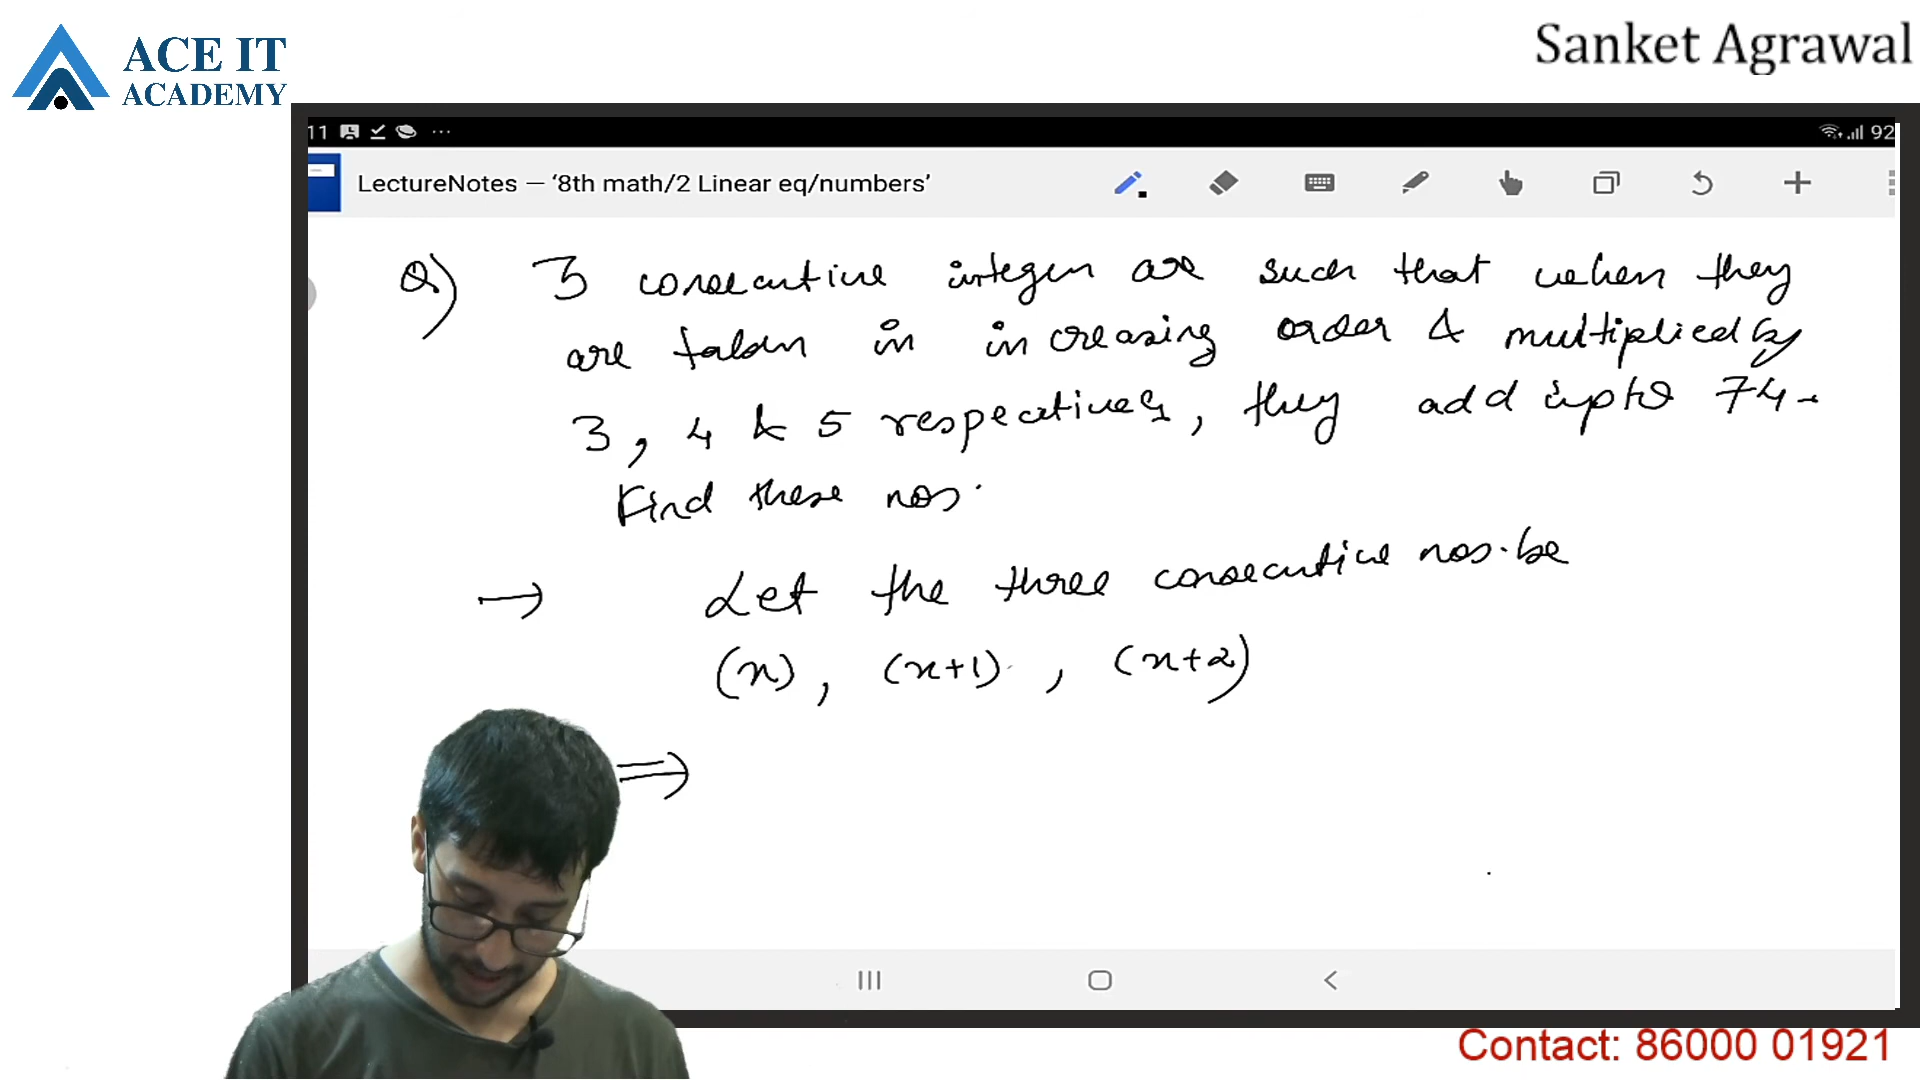 ACE IT
ACADEMY
Sanket Agrawal
11 ... 92
LectureNotes — ‘8th math/2 Linear eq/numbers’
Q) 3 consecutive integers are such that when they
are taken in increasing order & multiplied by
3, 4 & 5 respectively, they add upto 74.
Find these nos.
→ Let the three consecutive nos. be
(x), (x+1), (x+2)
⇒
Contact: 86000 01921